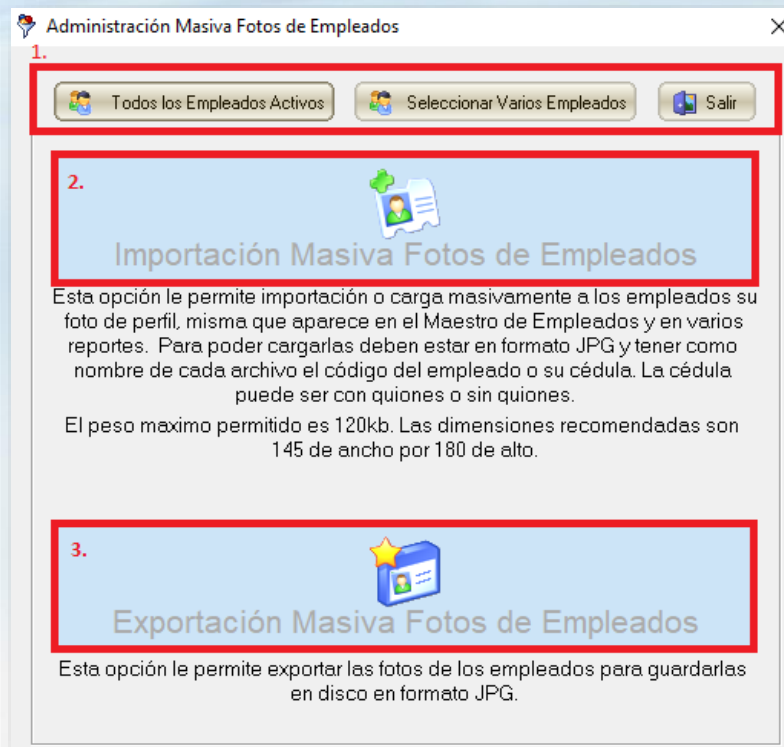 Administración Masiva Fotos de Empleados
1.
Todos los Empleados Activos Seleccionar Varios Empleados Salir
2.
Importación Masiva Fotos de Empleados
Esta opción le permite importación o carga masivamente a los empleados su
foto de perfil, misma que aparece en el Maestro de Empleados y en varios
reportes. Para poder cargarlas deben estar en formato JPG y tener como
nombre de cada archivo el código del empleado o su cédula. La cédula
puede ser con quiones o sin quiones.
El peso maximo permitido es 120kb. Las dimensiones recomendadas son
145 de ancho por 180 de alto.
3.
Exportación Masiva Fotos de Empleados
Esta opción le permite exportar las fotos de los empleados para guardarlas
en disco en formato JPG.